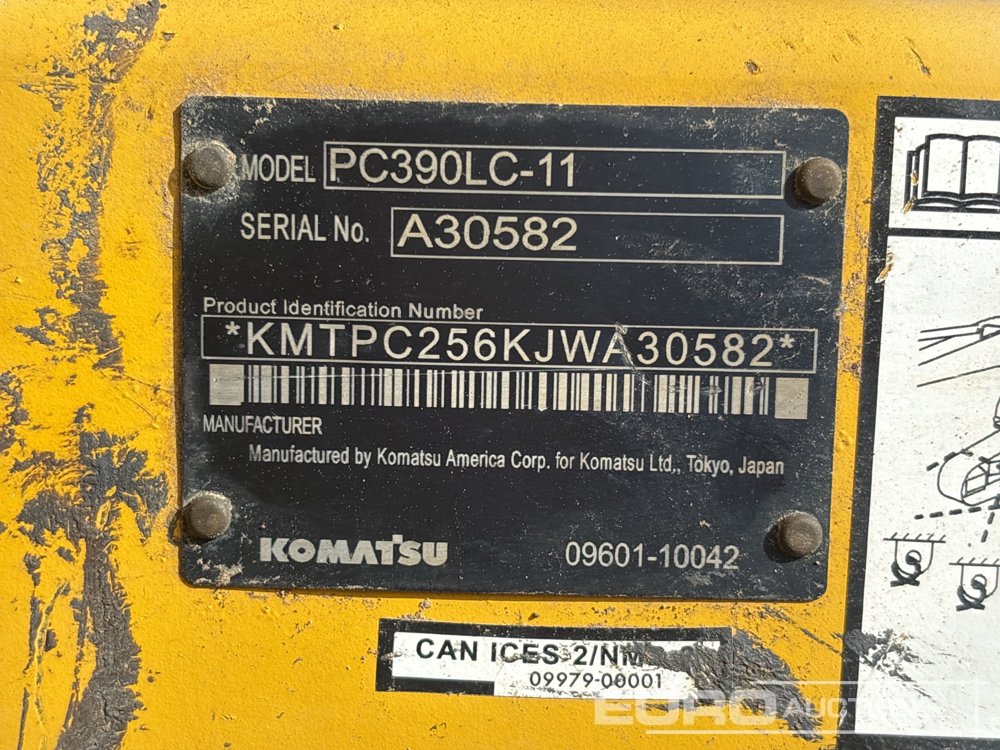 MODEL PC390LC-11
SERIAL No. A30582
Product Identification Number
*KMTPC256KJWA30582*
MANUFACTURER
Manufactured by Komatsu America Corp. for Komatsu Ltd., Tokyo, Japan
KOMATSU 09601-10042
CAN ICES-2/NM
09979-00001
EURO AUCTIONS